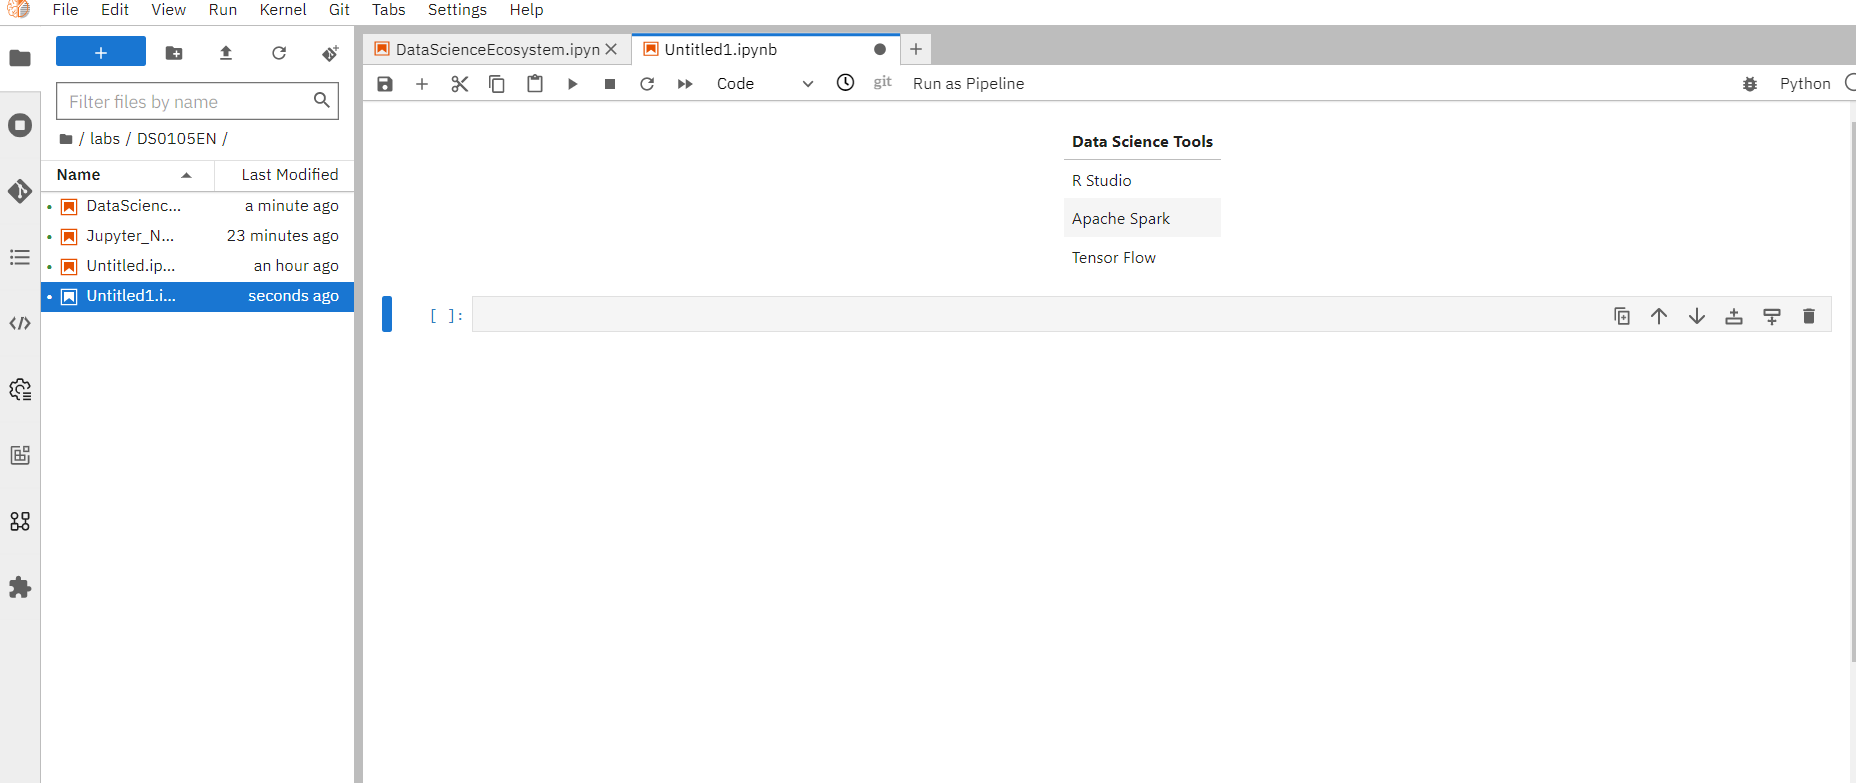 File Edit View Run Kernel Git Tabs Settings Help
DataScienceEcosystem.ipyn
Untitled1.ipynb
Code
git
Run as Pipeline
Python
Filter files by name
/ labs / DS0105EN /
Name Last Modified
DataScienc... a minute ago
Jupyter_N... 23 minutes ago
Untitled.ip... an hour ago
Untitled1.i... seconds ago
Data Science Tools
R Studio
Apache Spark
Tensor Flow
[ ]: